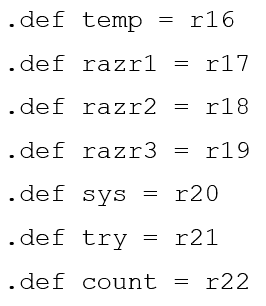 .def temp = r16
.def razr1 = r17
.def razr2 = r18
.def razr3 = r19
.def sys = r20
.def try = r21
.def count = r22